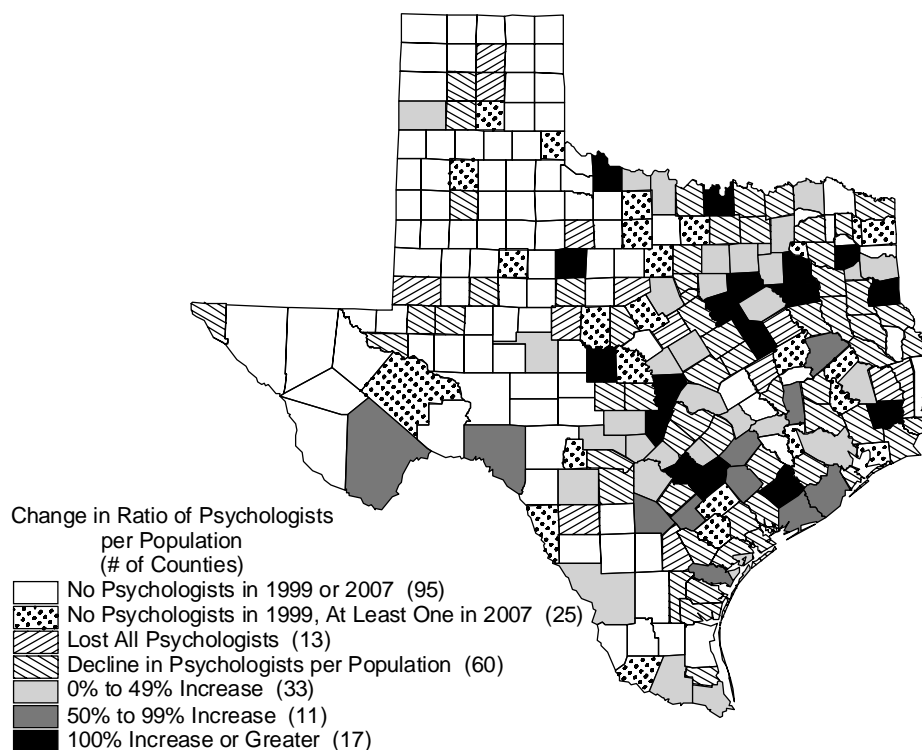 Change in Ratio of Psychologists
per Population
(# of Counties)
No Psychologists in 1999 or 2007 (95)
No Psychologists in 1999, At Least One in 2007 (25)
Lost All Psychologists (13)
Decline in Psychologists per Population (60)
0% to 49% Increase (33)
50% to 99% Increase (11)
100% Increase or Greater (17)